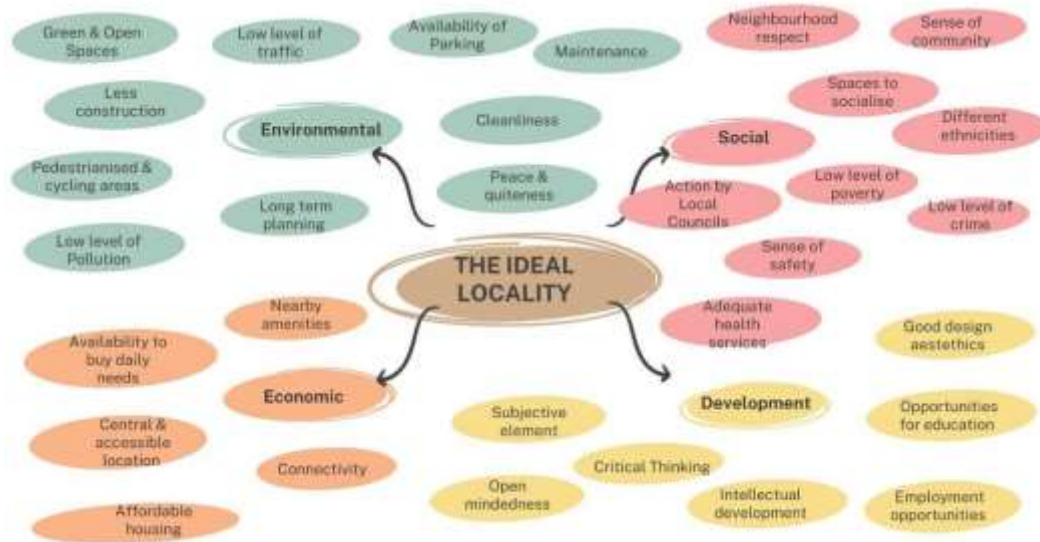 Green & Open
Spaces
Low level of
traffic
Availability of
Parking
Maintenance
Neighbourhood
respect
Sense of
community
Less
construction
Spaces to
socialise
Environmental
Cleanliness
Social
Different
ethnicities
Pedestrianised &
cycling areas
Peace &
quiteness
Low level of
poverty
Action by
Local
Councils
Long term
planning
Low level of
crime
Low level of
Pollution
Sense of
safety
THE IDEAL
LOCALITY
Nearby
amenities
Adequate
health
services
Good design
aestethics
Availability to
buy daily
needs
Economic
Development
Subjective
element
Opportunities
for education
Central &
accessible
location
Connectivity
Critical Thinking
Open
mindedness
Intellectual
development
Employment
opportunities
Affordable
housing